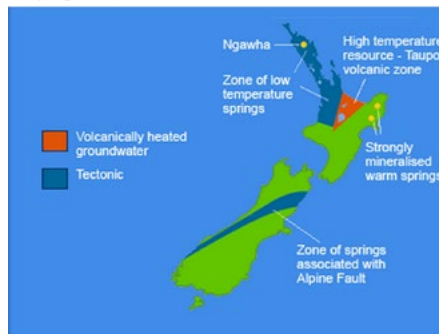 Ngawha
High temperature
resource - Taupo
volcanic zone
Zone of low
temperature
springs
Volcanically heated
groundwater
Tectonic
Strongly
mineralised
warm springs
Zone of springs
associated with
Alpine Fault